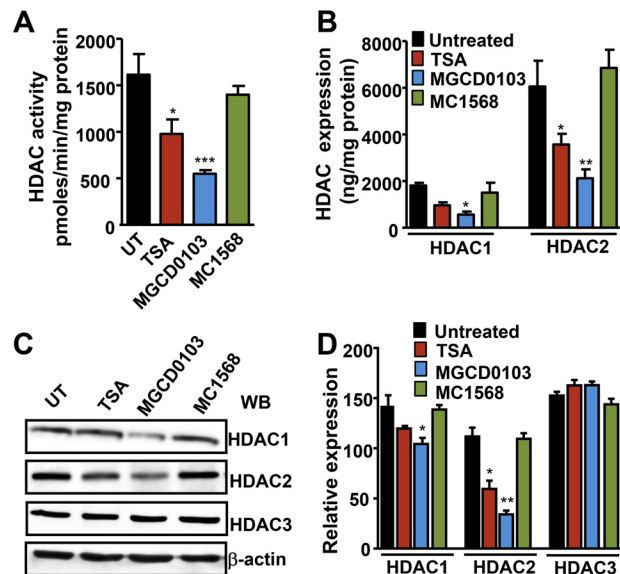 A
HDAC activity
pmoles/min/mg protein
2000
1500
1000
500
0
*
***
UT
TSA
MGCD0103
MC1568
B
HDAC expression
(ng/mg protein)
8000
6000
4000
2000
0
Untreated
TSA
MGCD0103
MC1568
*
*
**
HDAC1
HDAC2
C
UT
TSA
MGCD0103
MC1568
WB
HDAC1
HDAC2
HDAC3
β-actin
D
Relative expression
200
150
100
50
0
Untreated
TSA
MGCD0103
MC1568
*
*
**
HDAC1
HDAC2
HDAC3